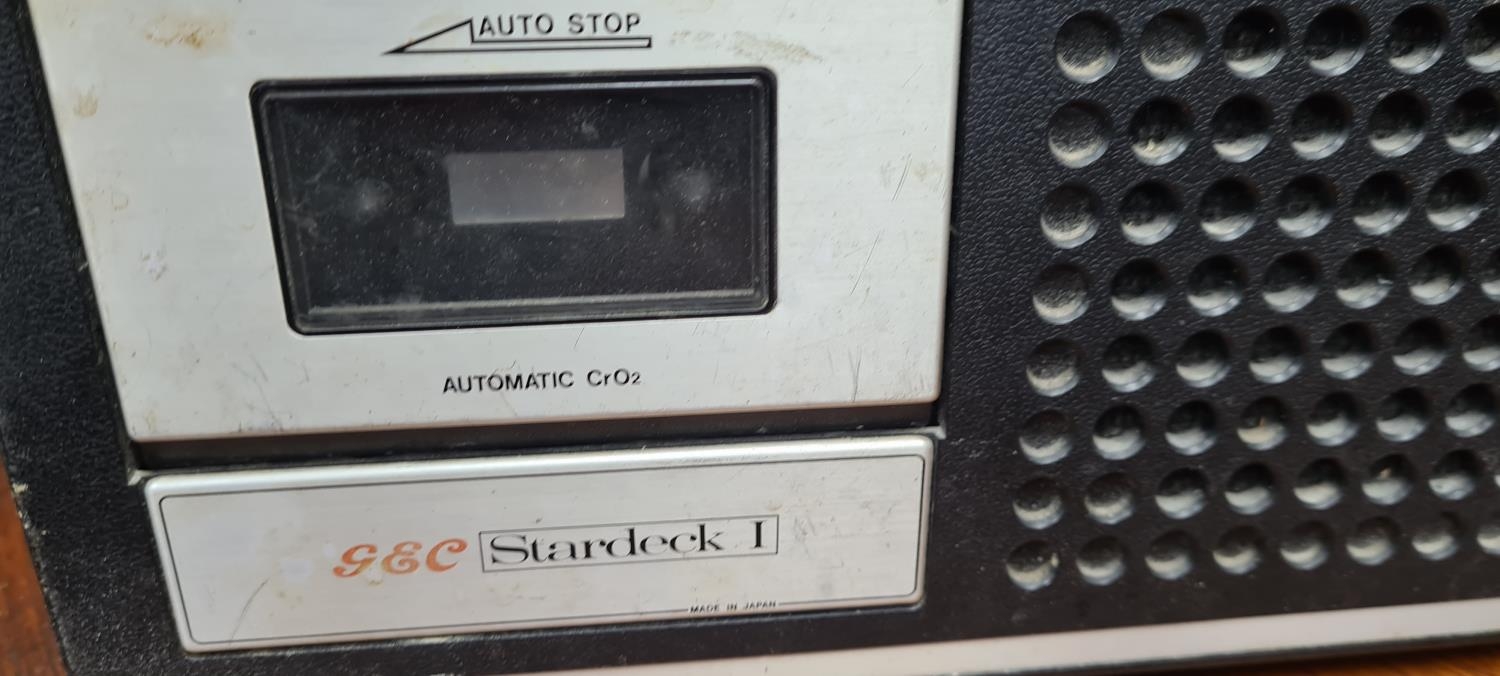 AUTO STOP
AUTOMATIC CrO2
GEC Stardeck I
MADE IN JAPAN